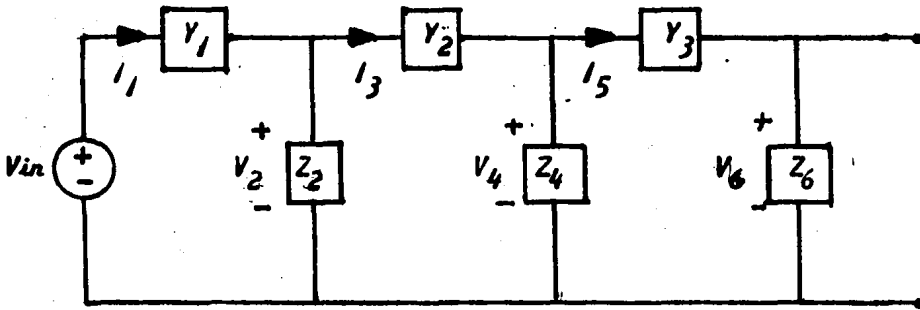 Y1
Y2
Y3
I1
I3
I5
+
+
+
Vin
+
-
V2
Z2
V4
Z4
V6
Z6
-
-
-